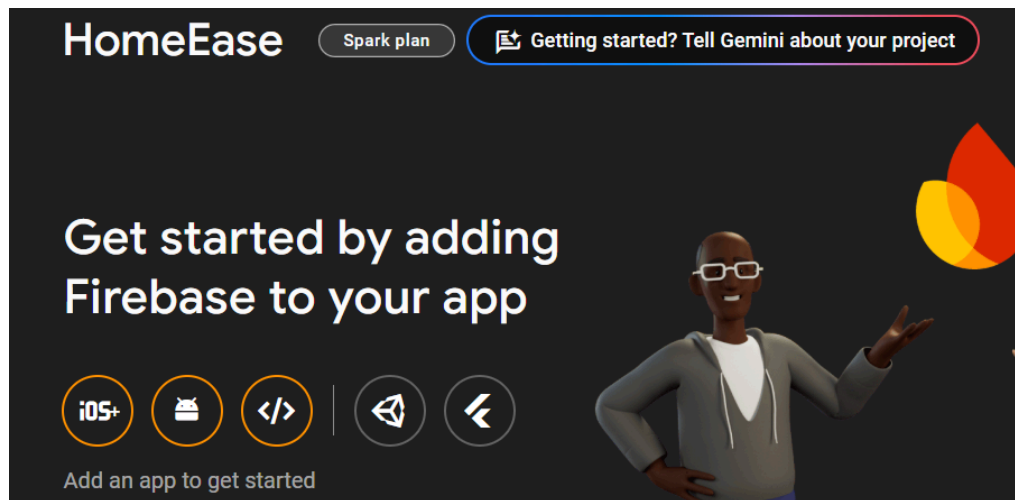 HomeEase
Spark plan
Getting started? Tell Gemini about your project
Get started by adding
Firebase to your app
iOS+
</>
Add an app to get started